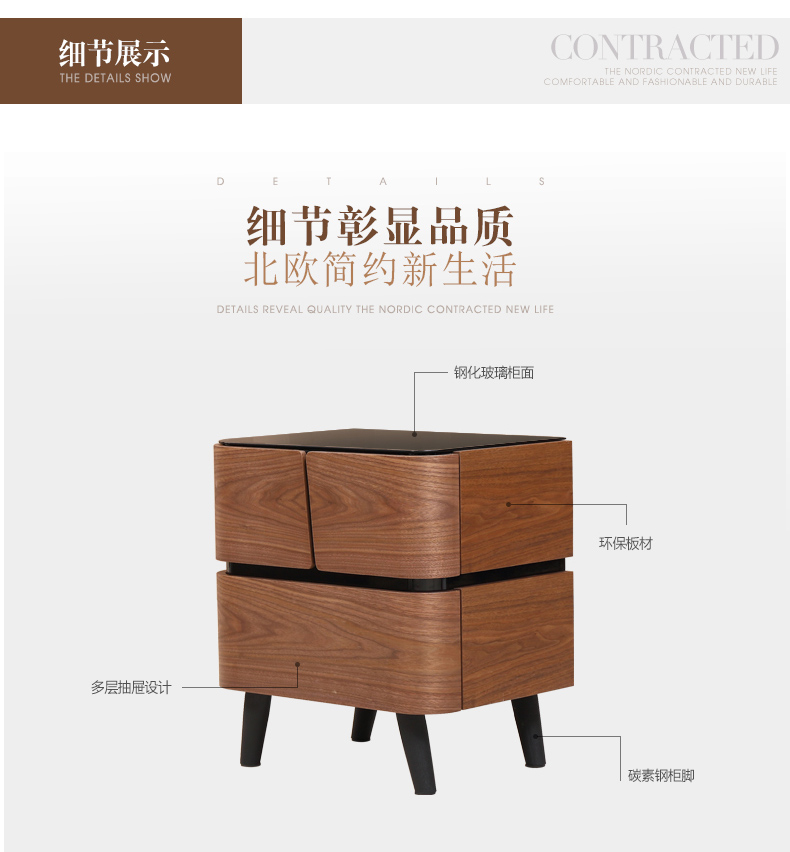 细节展示
THE DETAILS SHOW
CONTRACTED
THE NORDIC CONTRACTED NEW LIFE
COMFORTABLE AND FASHIONABLE AND DURABLE
DETAILS
细节彰显品质
北欧简约新生活
DETAILS REVEAL QUALITY THE NORDIC CONTRACTED NEW LIFE
钢化玻璃柜面
环保板材
多层抽屉设计
碳素钢柜脚